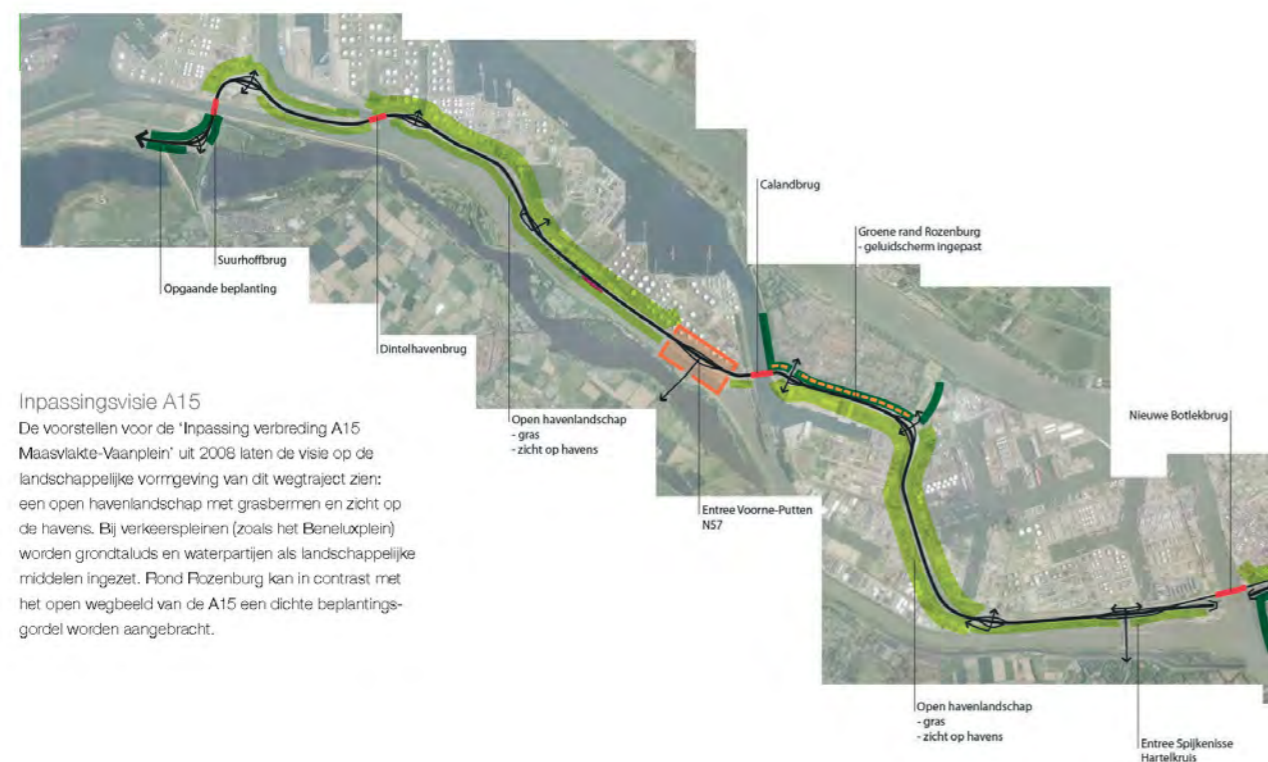 Calandbrug
Groene rand Rozenburg
- geluidscherm ingepast
Suurhoffbrug
Opgaande beplanting
Dintelhavenbrug
Nieuwe Botlekbrug
Open havenlandschap
- gras
- zicht op havens
Entree Voorne-Putten
N57
Inpassingsvisie A15
De voorstellen voor de 'Inpassing verbreding A15
Maasvlakte-Vaanplein' uit 2008 laten de visie op de
landschappelijke vormgeving van dit wegtraject zien:
een open havenlandschap met grasbermen en zicht op
de havens. Bij verkeerspleinen (zoals het Beneluxplein)
worden grondtaluds en waterpartijen als landschappelijke
middelen ingezet. Rond Rozenburg kan in contrast met
het open wegbeeld van de A15 een dichte beplantings-
gordel worden aangebracht.
Open havenlandschap
- gras
- zicht op havens
Entree Spijkenisse
Hartelkruis